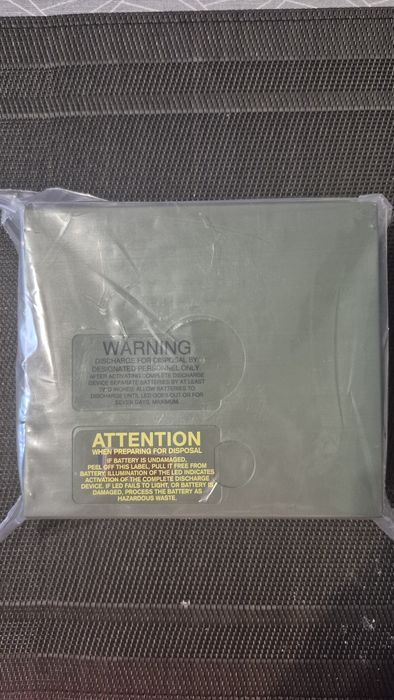 WARNING
DISCHARGE FOR DISPOSAL BY
DESIGNATED PERSONNEL ONLY.
AFTER ACTIVATING COMPLETE DISCHARGE
DEVICE SEPARATE BATTERIES BY AT LEAST
INCHES. ALLOW BATTERIES TO
DISCHARGE UNTIL LED GOES OUT OR FOR
SEVEN DAYS, MAXIMUM.
ATTENTION
WHEN PREPARING FOR DISPOSAL
IF BATTERY IS UNDAMAGED,
PEEL OFF THIS LABEL, PULL IT FREE FROM
BATTERY. ILLUMINATION OF THE LED INDICATES
ACTIVATION OF THE COMPLETE DISCHARGE
DEVICE. IF LED FAILS TO LIGHT, OR BATTERY IS
DAMAGED, PROCESS THE BATTERY AS
HAZARDOUS WASTE.